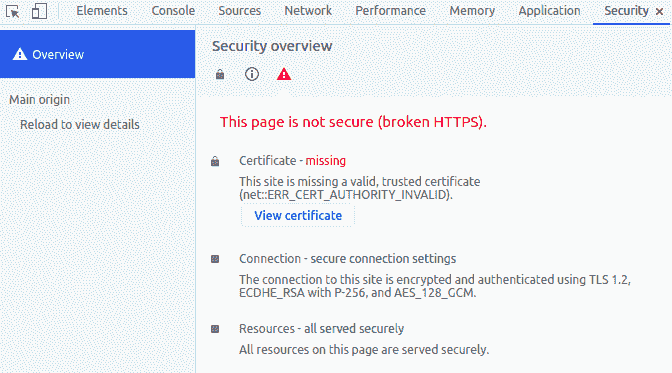 Elements Console Sources Network Performance Memory Application Security ×
Overview
Security overview
Main origin
Reload to view details
This page is not secure (broken HTTPS).
Certificate - missing
This site is missing a valid, trusted certificate
(net::ERR_CERT_AUTHORITY_INVALID).
View certificate
Connection - secure connection settings
The connection to this site is encrypted and authenticated using TLS 1.2,
ECDHE_RSA with P-256, and AES_128_GCM.
Resources - all served securely
All resources on this page are served securely.